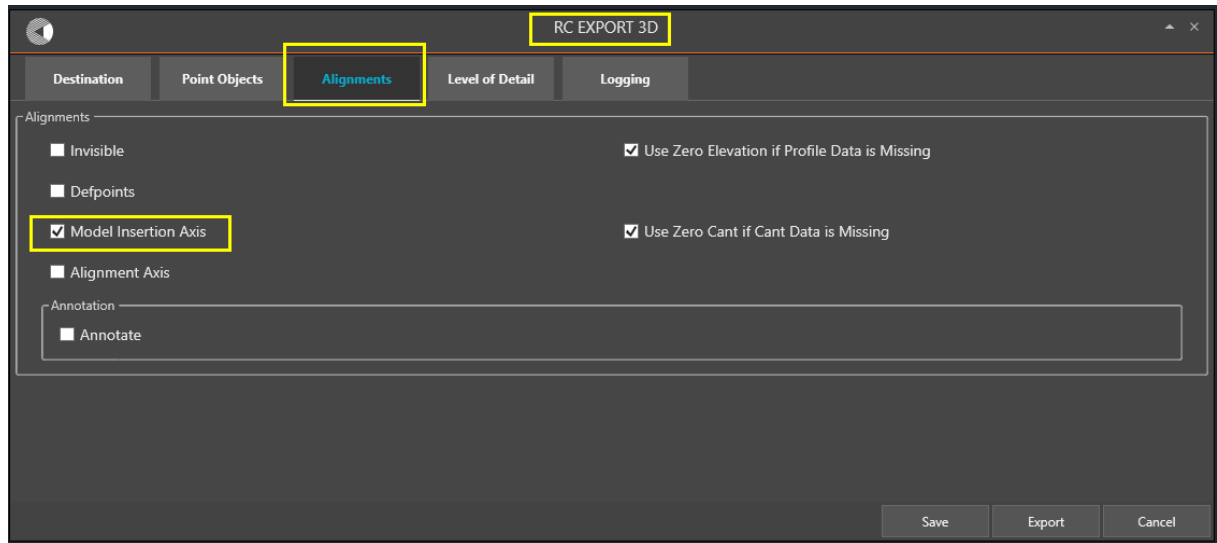 RC EXPORT 3D
Destination Point Objects Alignments Level of Detail Logging
Alignments
Invisible Use Zero Elevation if Profile Data is Missing
Defpoints
Model Insertion Axis Use Zero Cant if Cant Data is Missing
Alignment Axis
Annotation
Annotate
Save Export Cancel